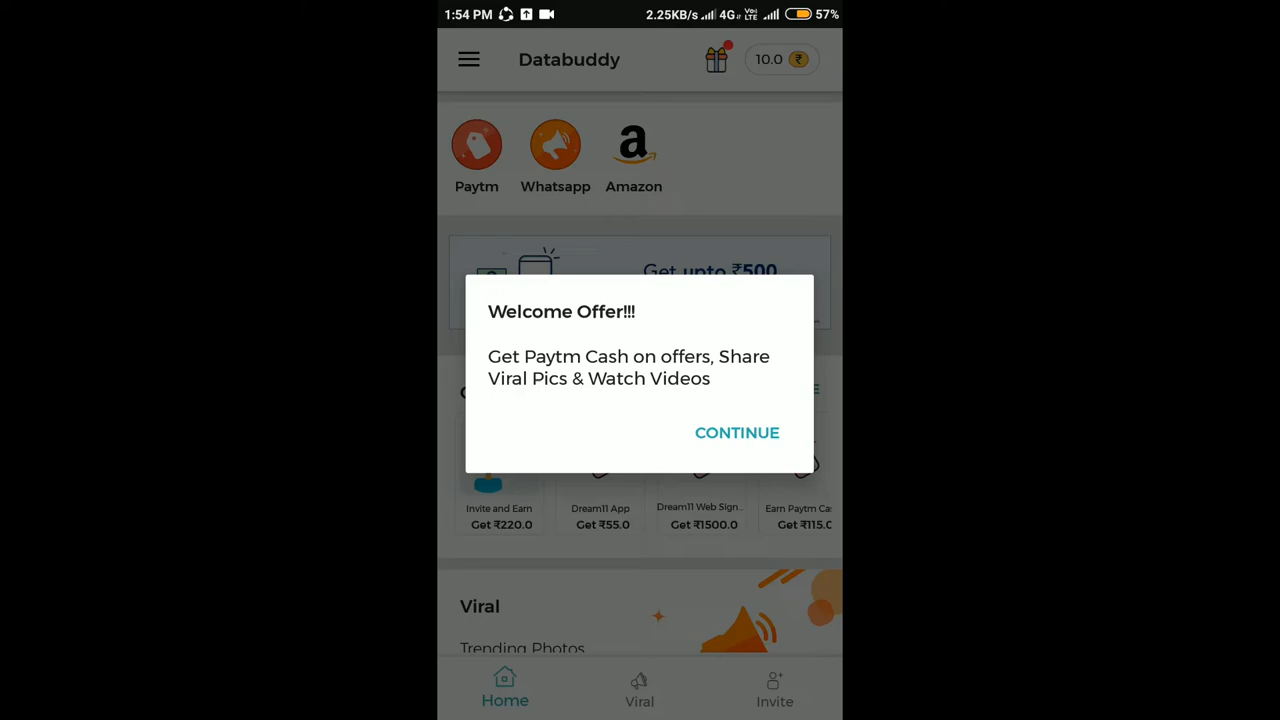 1:54 PM 2.25KB/s 4G Vo LTE 57%
Databuddy 10.0 ₹
Paytm Whatsapp Amazon
Get upto ₹500
Welcome Offer!!!
Get Paytm Cash on offers, Share
Viral Pics & Watch Videos
CONTINUE
Invite and Earn Dream11 App Dream11 Web Sign.. Earn Paytm Ca
Get ₹220.0 Get ₹55.0 Get ₹1500.0 Get ₹115.0
Viral
Trending Photos
Home Viral Invite